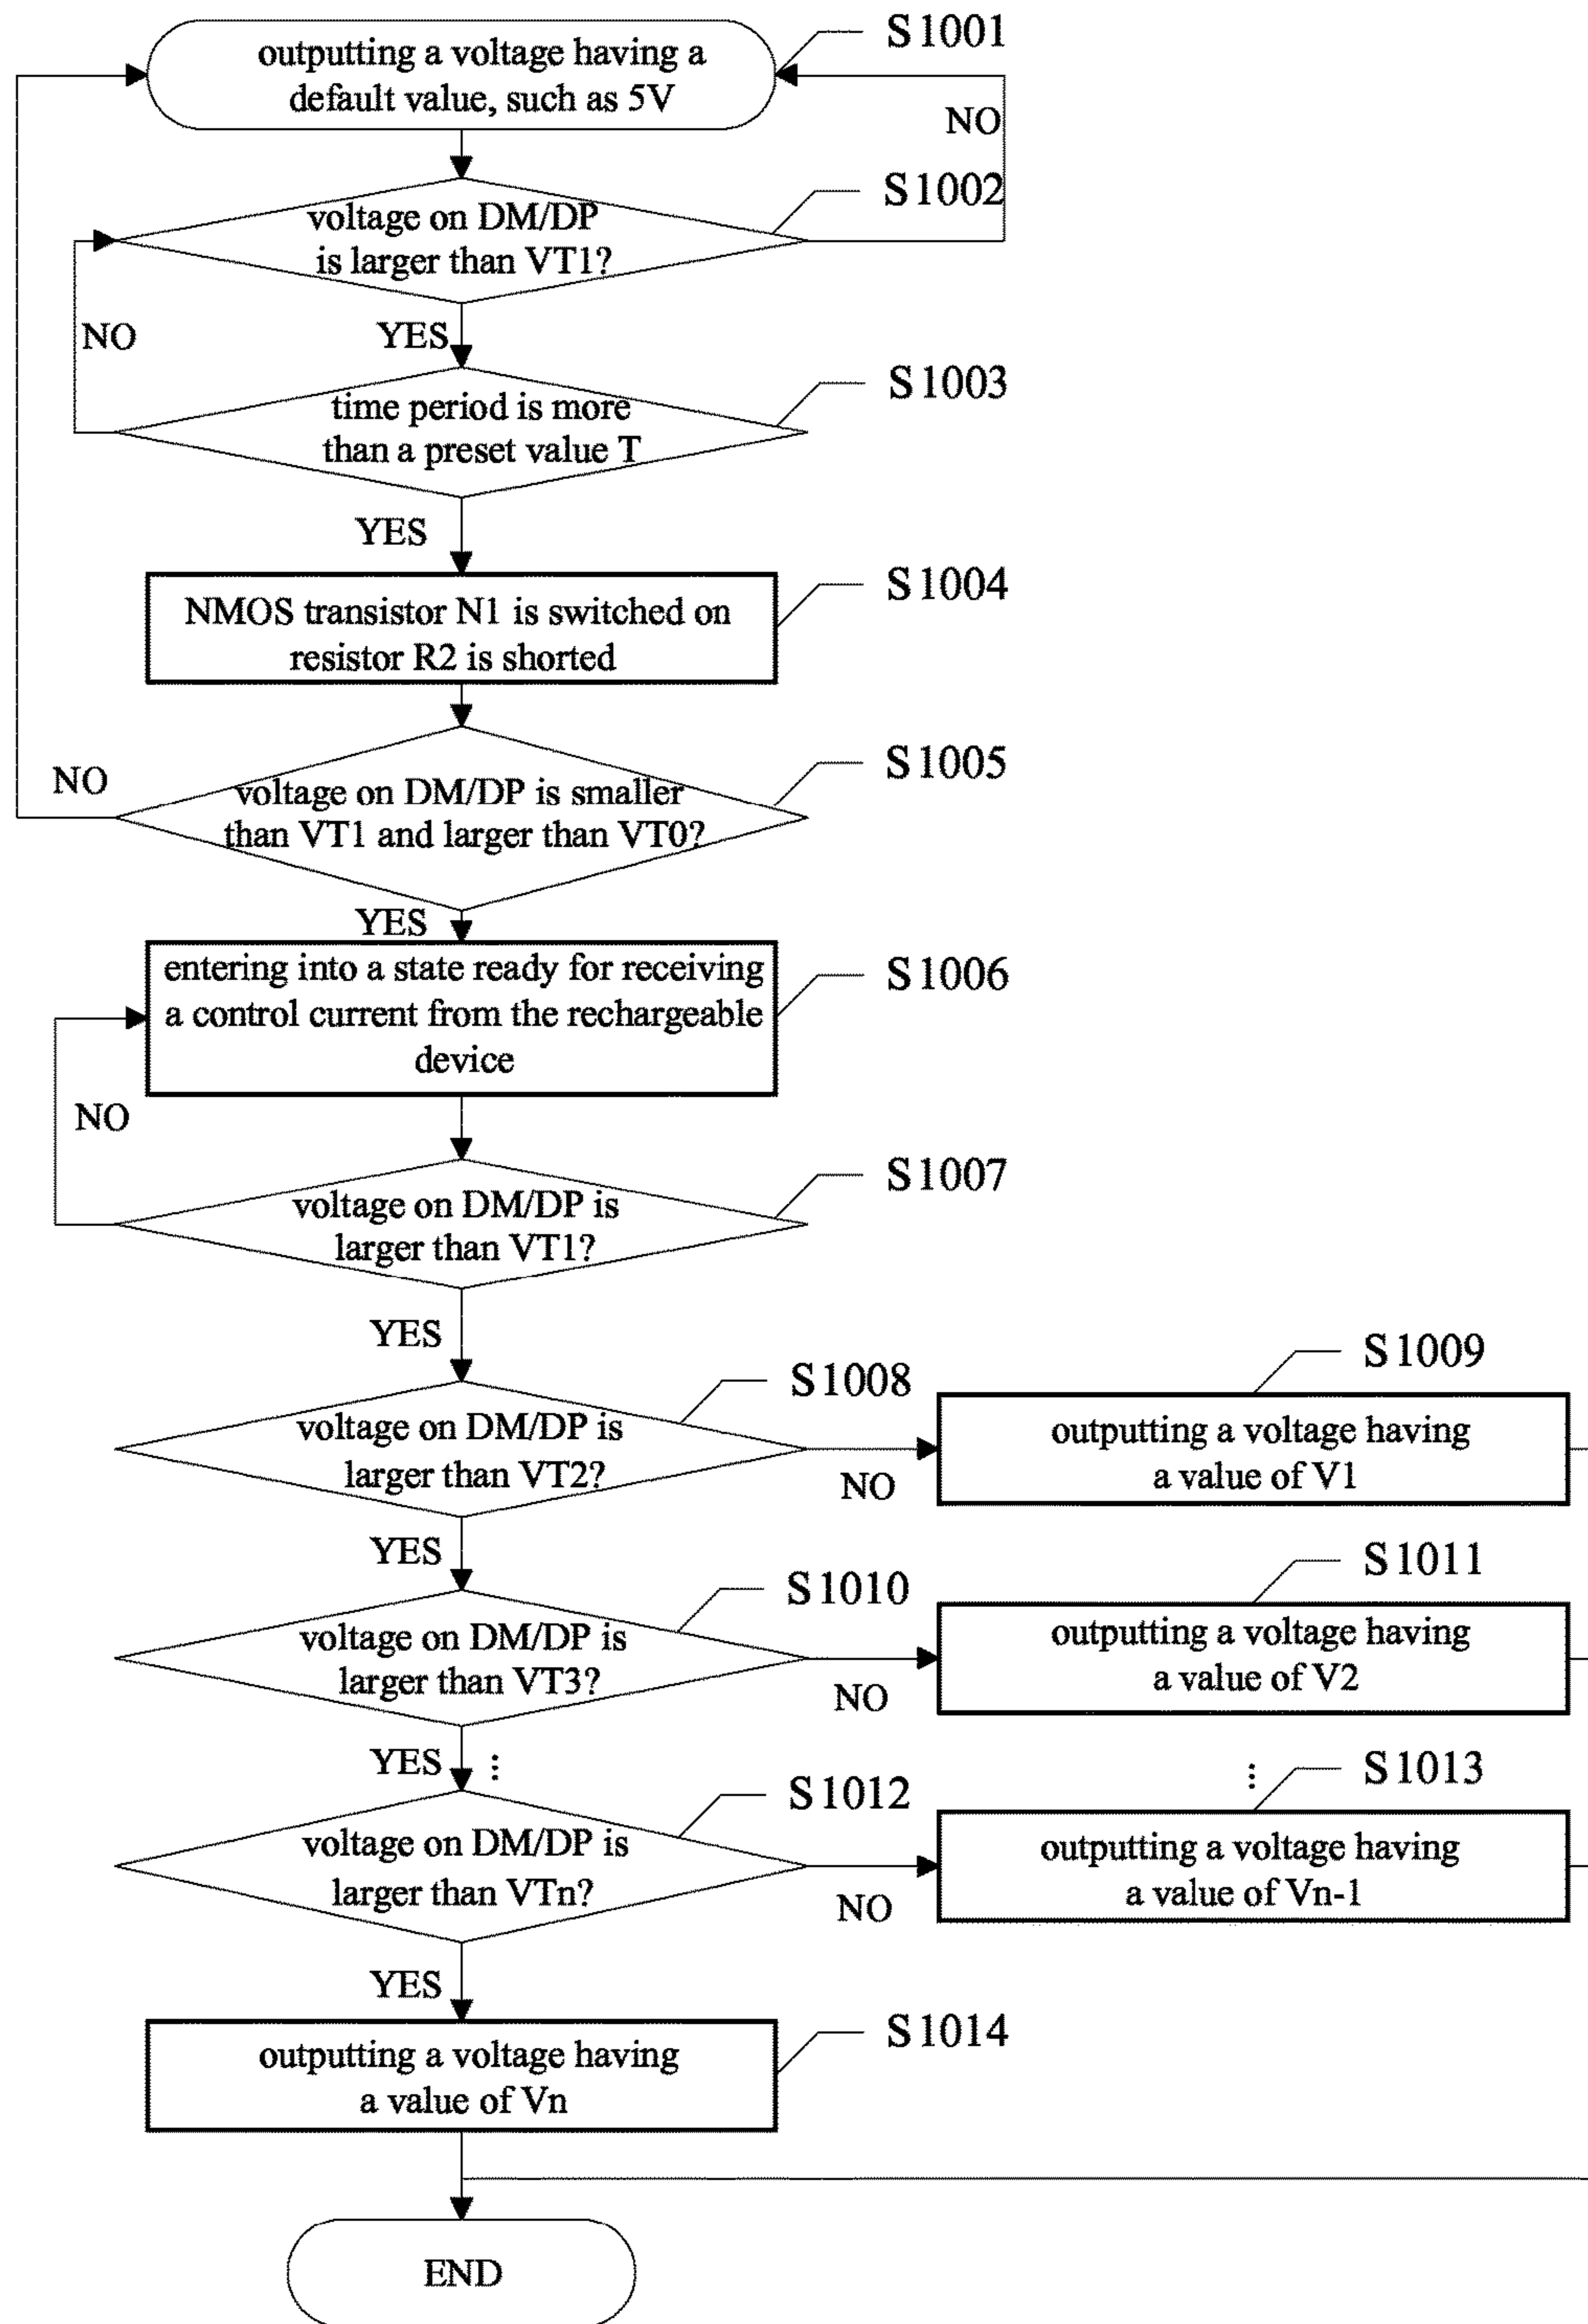 S1001
outputting a voltage having a
default value, such as 5V
NO
S1002
voltage on DM/DP
is larger than VT1?
NO
YES
S1003
time period is more
than a preset value T
YES
S1004
NMOS transistor N1 is switched on
resistor R2 is shorted
S1005
NO
voltage on DM/DP is smaller
than VT1 and larger than VT0?
YES
entering into a state ready for receiving
a control current from the rechargeable
device
S1006
NO
S1007
voltage on DM/DP is
larger than VT1?
YES
S1008
voltage on DM/DP is
larger than VT2?
NO
S1009
outputting a voltage having
a value of V1
YES
S1010
voltage on DM/DP is
larger than VT3?
NO
S1011
outputting a voltage having
a value of V2
YES ⋮
S1012
voltage on DM/DP is
larger than VTn?
NO
⋮ S1013
outputting a voltage having
a value of Vn-1
YES
S1014
outputting a voltage having
a value of Vn
END